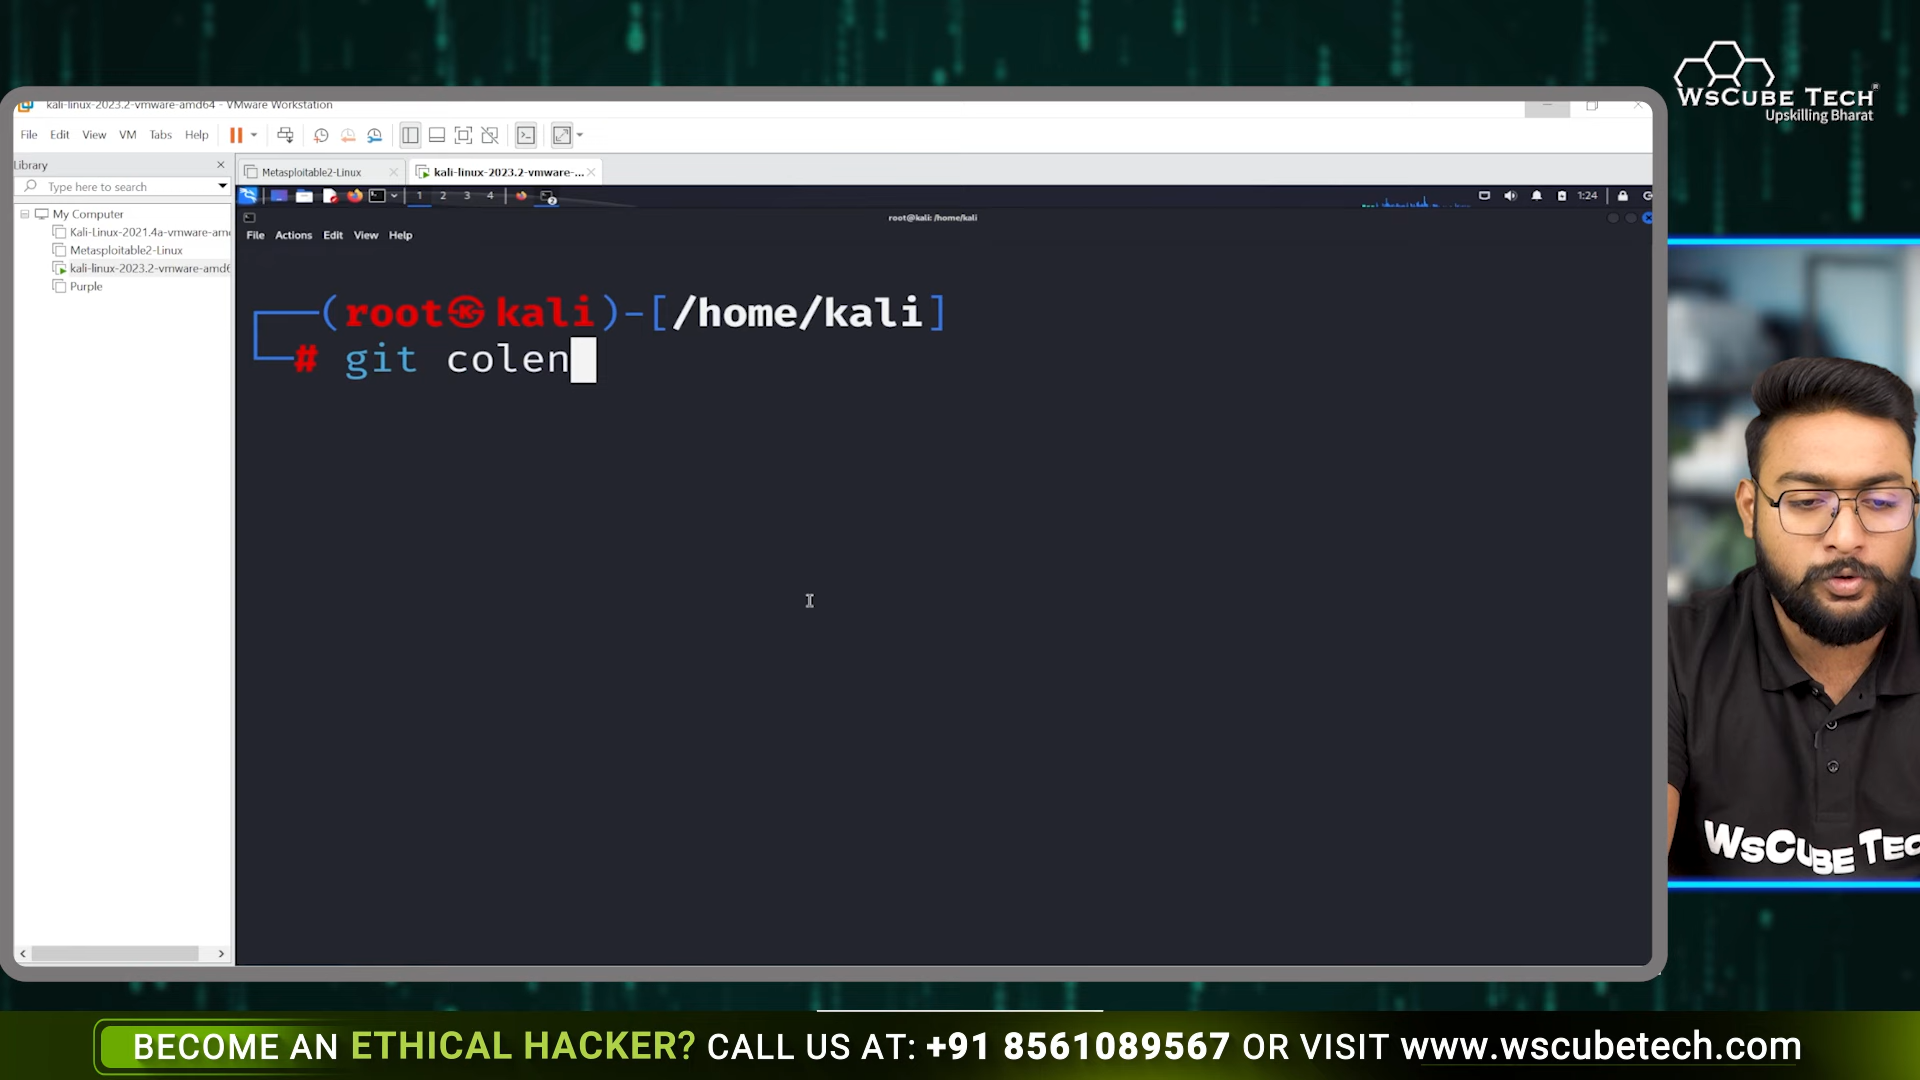 WsCube Tech®
Upskilling Bharat
kali-linux-2023.2-vmware-amd64 - VMware Workstation
File Edit View VM Tabs Help
Library
Type here to search
Metasploitable2-Linux
kali-linux-2023.2-vmware-...
My Computer
Kali-Linux-2021.4a-vmware-am
Metasploitable2-Linux
kali-linux-2023.2-vmware-amd6
Purple
1 2 3 4
1:24
root@kali: /home/kali
File Actions Edit View Help
(root㉿kali)-[/home/kali]
# git colen
WsCube Tec
BECOME AN ETHICAL HACKER? CALL US AT: +91 8561089567 OR VISIT www.wscubetech.com